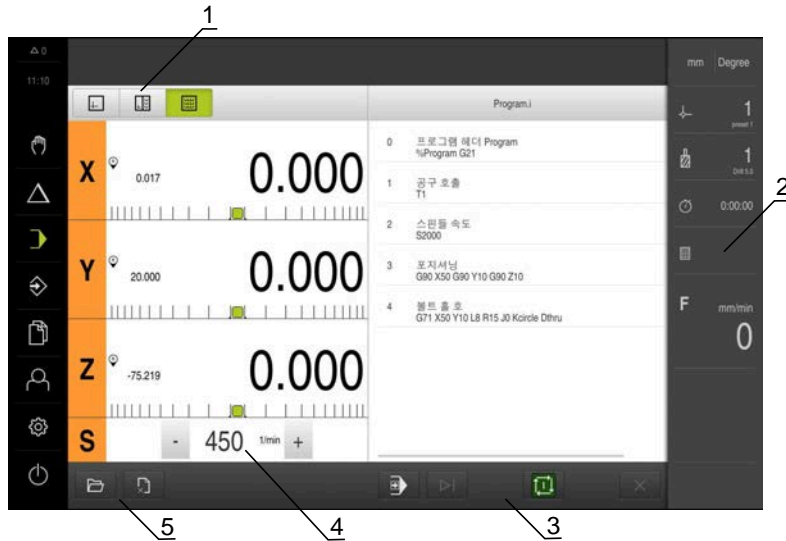 1
△ 0
11:10
Program.i
mm Degree
X
0.017
0.000
1
preset 1
1
Drill 5.0
0:00:00
2
Y
20.000
0.000
F mm/min
0
Z
-75.219
0.000
S
- 450 1/min +
0 프로그램 헤더 Program
%Program G21
1 공구 호출
T1
2 스핀들 속도
S2000
3 포지셔닝
G90 X50 G90 Y10 G90 Z10
4 볼트 홀 호
G71 X50 Y10 L8 R15 J0 Kcircle Dthru
5
4
3